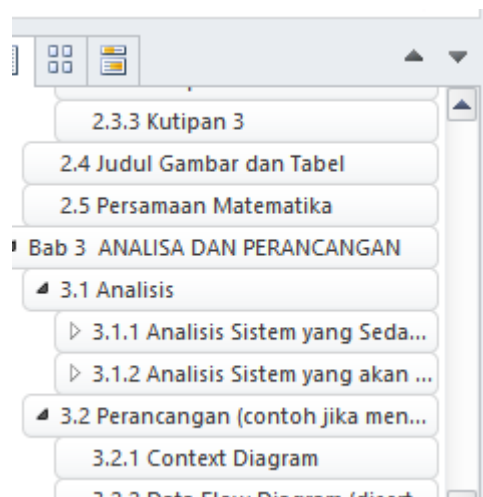 2.3.3 Kutipan 3
2.4 Judul Gambar dan Tabel
2.5 Persamaan Matematika
Bab 3 ANALISA DAN PERANCANGAN
3.1 Analisis
3.1.1 Analisis Sistem yang Seda...
3.1.2 Analisis Sistem yang akan ...
3.2 Perancangan (contoh jika men...
3.2.1 Context Diagram